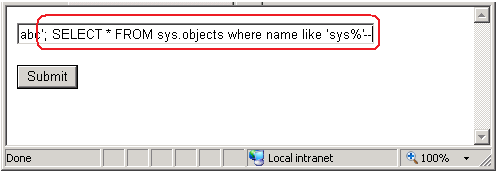 abc'; SELECT * FROM sys.objects where name like 'sys%'--
Submit
Done Local intranet 100%